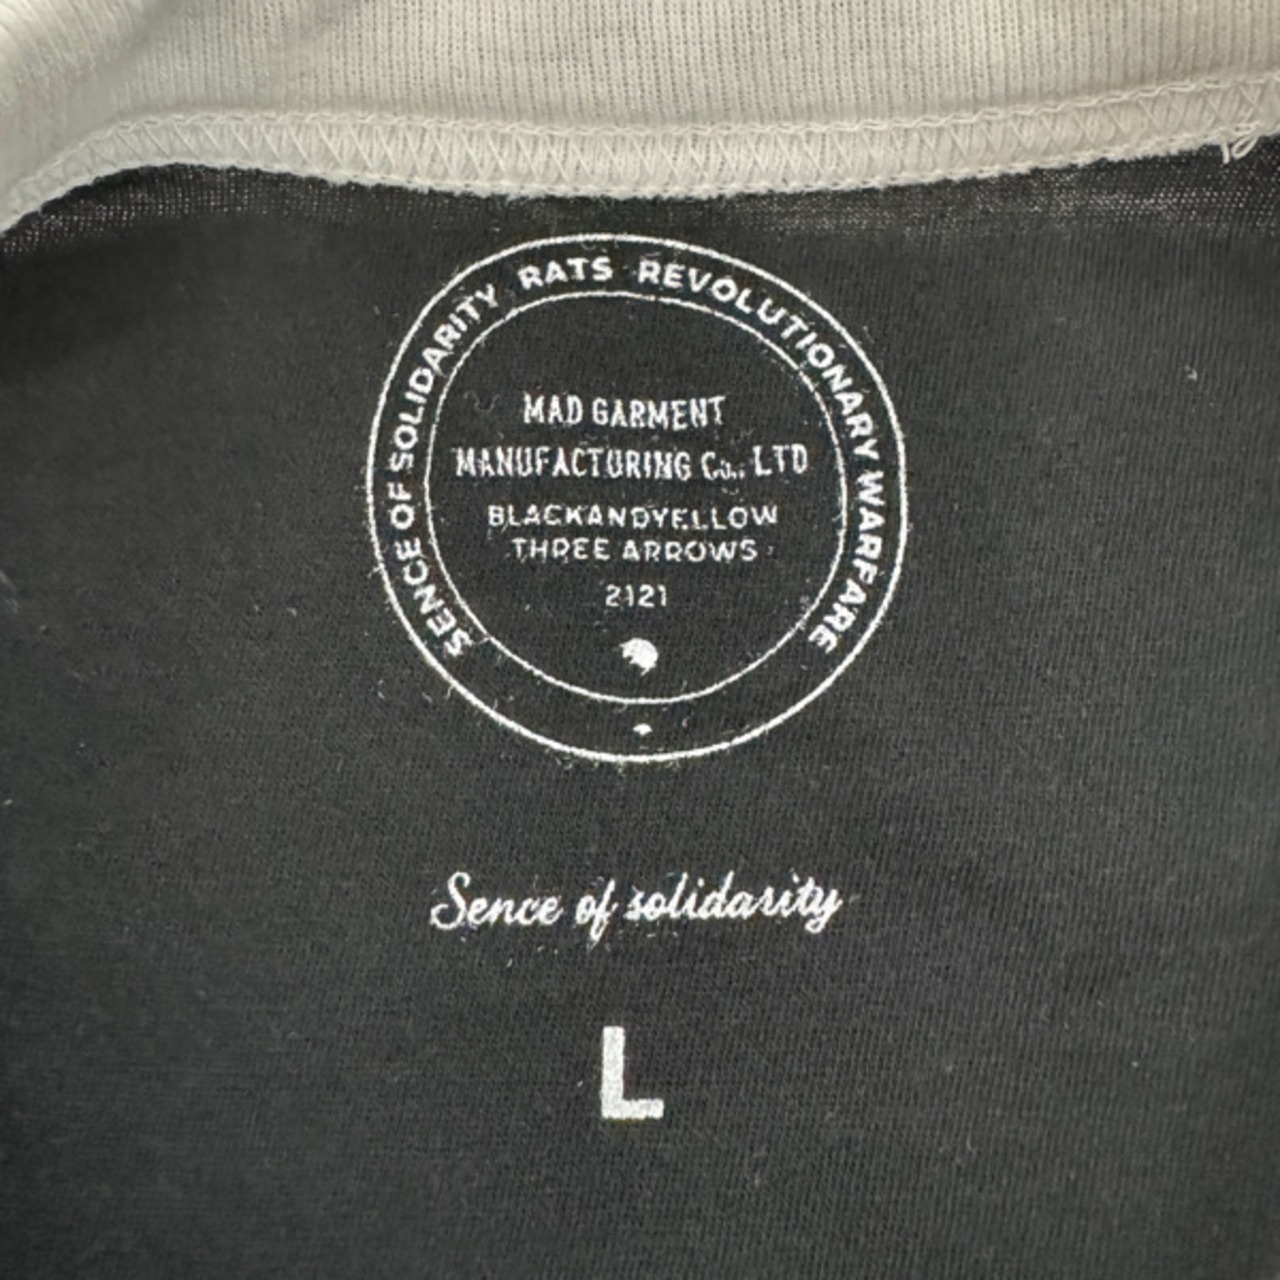 SENCE OF SOLIDARITY RATS REVOLUTIONARY WARFARE
MAD GARMENT
MANUFACTURING Co., LTD
BLACKANDYELLOW
THREE ARROWS
2121
Sence of solidarity
L